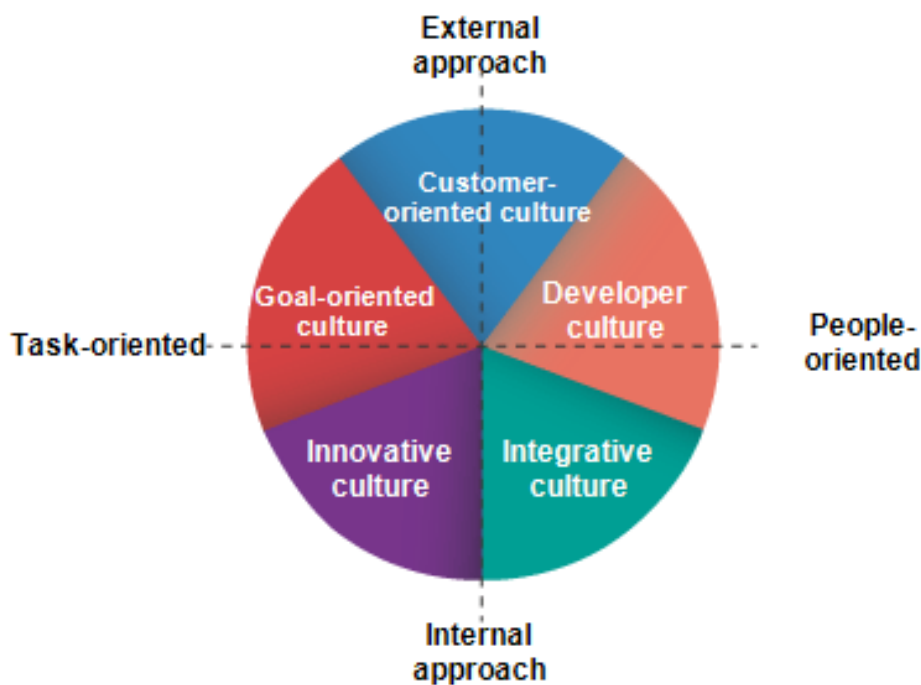 External
approach
Customer-
oriented culture
Goal-oriented
culture
Developer
culture
Task-oriented
People-
oriented
Innovative
culture
Integrative
culture
Internal
approach